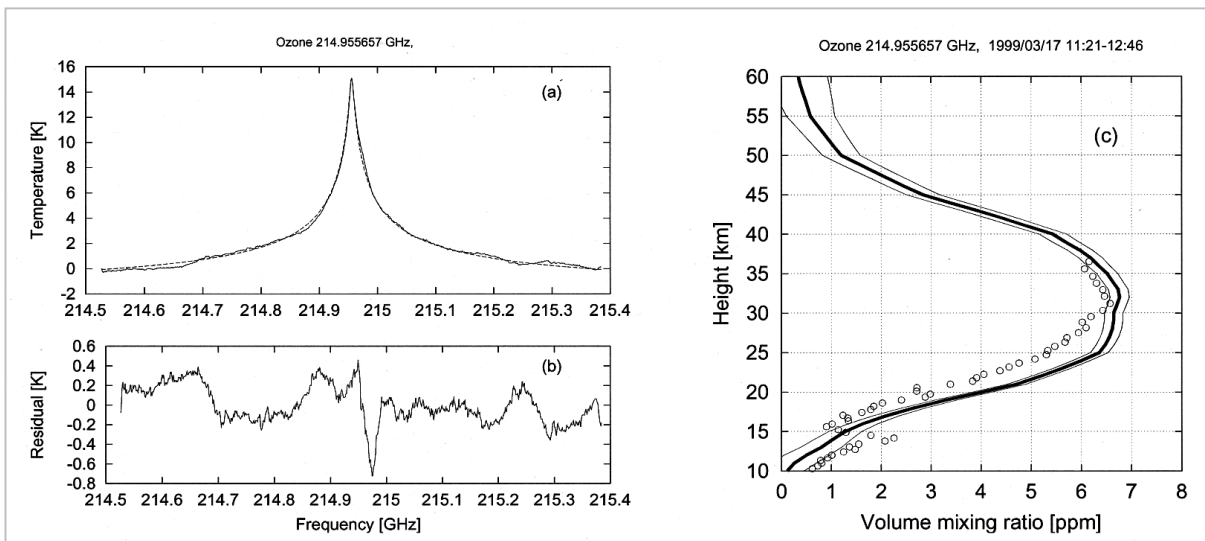 Ozone 214.955657 GHz,
(a)
Temperature [K]
16
14
12
10
8
6
4
2
0
-2
214.5 214.6 214.7 214.8 214.9 215 215.1 215.2 215.3 215.4
(b)
Residual [K]
0.6
0.4
0.2
0
-0.2
-0.4
-0.6
-0.8
214.5 214.6 214.7 214.8 214.9 215 215.1 215.2 215.3 215.4
Frequency [GHz]
Ozone 214.955657 GHz, 1999/03/17 11:21-12:46
(c)
Height [km]
60
55
50
45
40
35
30
25
20
15
10
0 1 2 3 4 5 6 7 8
Volume mixing ratio [ppm]